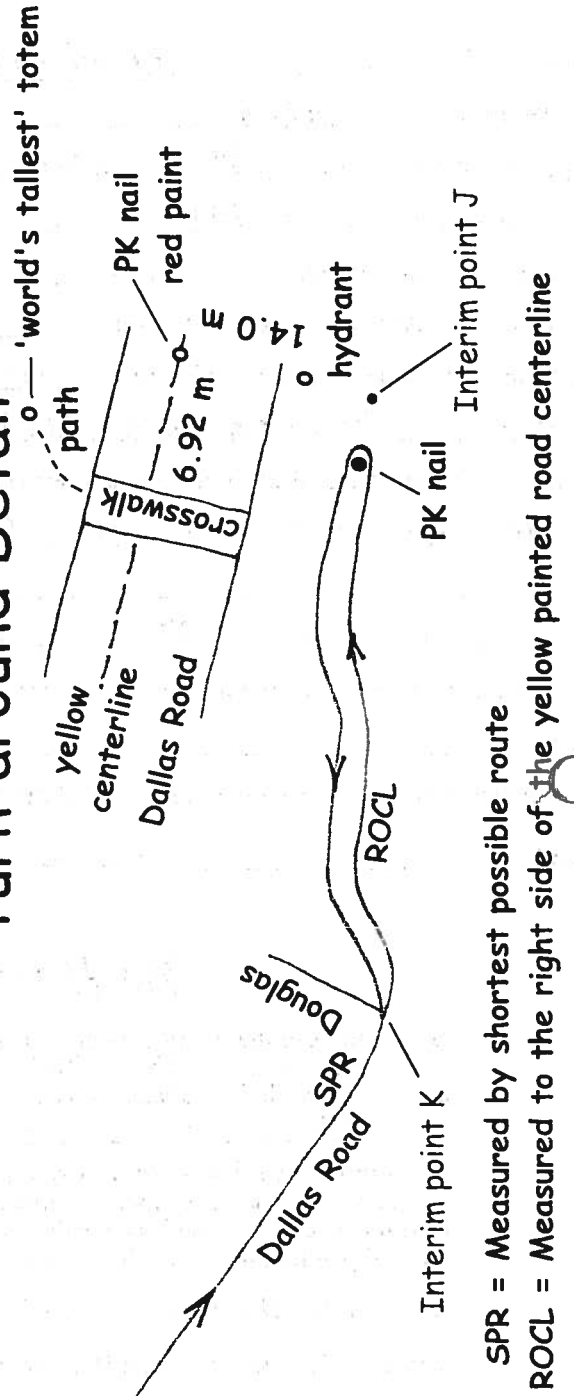 'world's tallest' totem
path
PK nail
red paint
yellow
centerline
Dallas Road
crosswalk
6.92 m
14.0 m
hydrant
Interim point J
PK nail
ROCL
Douglas
SPR
Dallas Road
Interim point K
SPR = Measured by shortest possible route
ROCL = Measured to the right side of the yellow painted road centerline